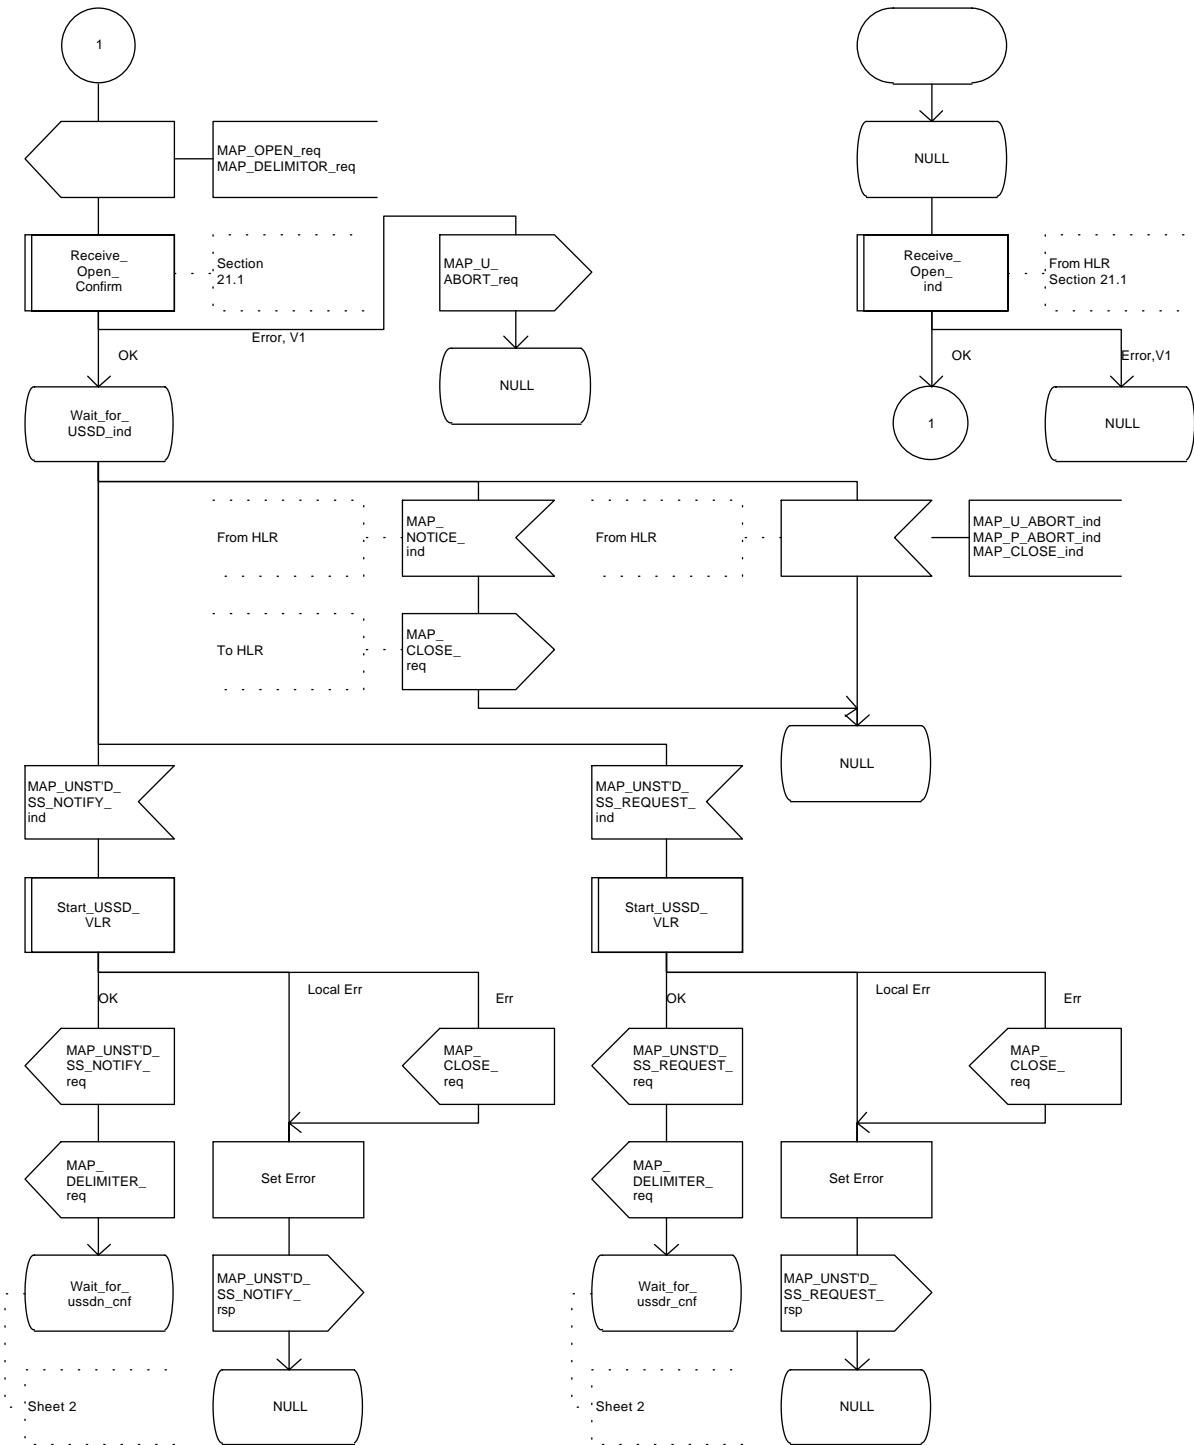 1
MAP_OPEN_req
MAP_DELIMITOR_req
NULL
Receive_
Open_
Confirm
Section
21.1
MAP_U_
ABORT_req
Receive_
Open_
ind
From HLR
Section 21.1
Error, V1
OK
OK
Error,V1
NULL
Wait_for_
USSD_ind
1
NULL
From HLR
MAP_
NOTICE_
ind
From HLR
MAP_U_ABORT_ind
MAP_P_ABORT_ind
MAP_CLOSE_ind
To HLR
MAP_
CLOSE_
req
NULL
MAP_UNST'D_
SS_NOTIFY_
ind
MAP_UNST'D_
SS_REQUEST_
ind
Start_USSD_
VLR
Start_USSD_
VLR
OK
Local Err
Err
OK
Local Err
Err
MAP_UNST'D_
SS_NOTIFY_
req
MAP_
CLOSE_
req
MAP_UNST'D_
SS_REQUEST_
req
MAP_
CLOSE_
req
MAP_
DELIMITER_
req
Set Error
MAP_
DELIMITER_
req
Set Error
Wait_for_
ussdn_cnf
MAP_UNST'D_
SS_NOTIFY_
rsp
Wait_for_
ussdr_cnf
MAP_UNST'D_
SS_REQUEST_
rsp
Sheet 2
NULL
Sheet 2
NULL